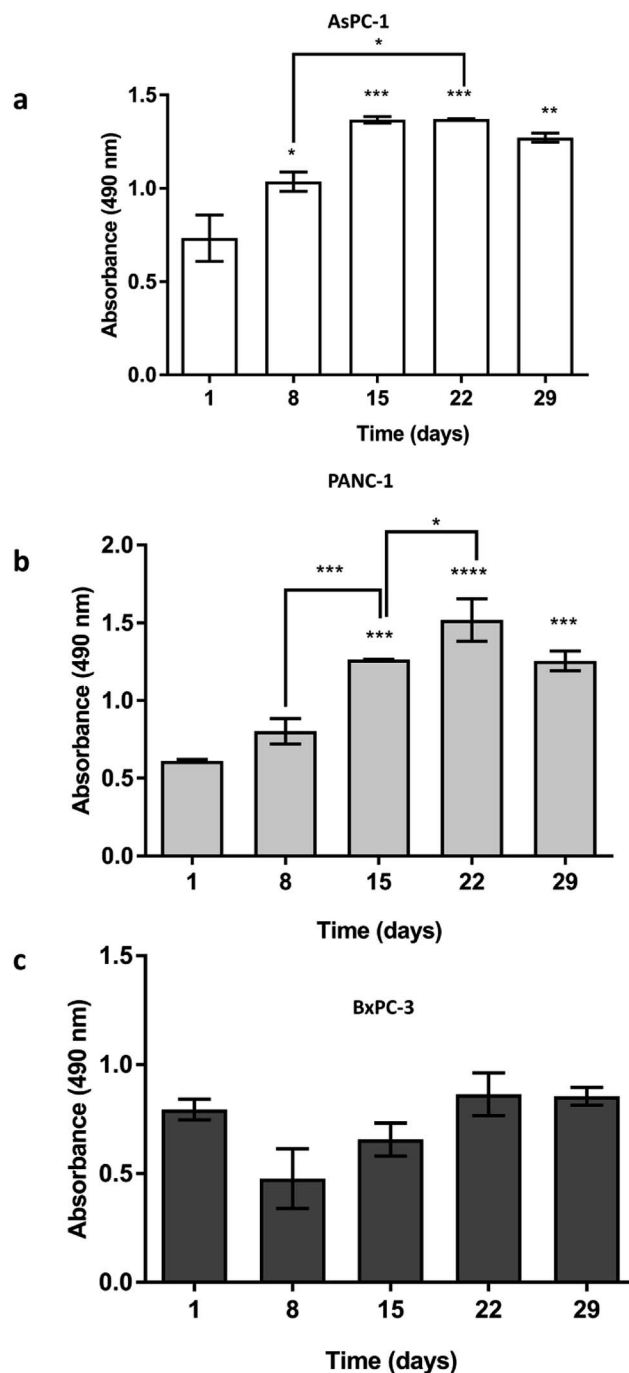 AsPC-1
a
*
***
***
**
*
1.5
1.0
0.5
0.0
Absorbance (490 nm)
1 8 15 22 29
Time (days)
PANC-1
b
*
***
****
***
***
2.0
1.5
1.0
0.5
0.0
Absorbance (490 nm)
1 8 15 22 29
Time (days)
c
BxPC-3
1.5
1.0
0.5
0.0
Absorbance (490 nm)
1 8 15 22 29
Time (days)